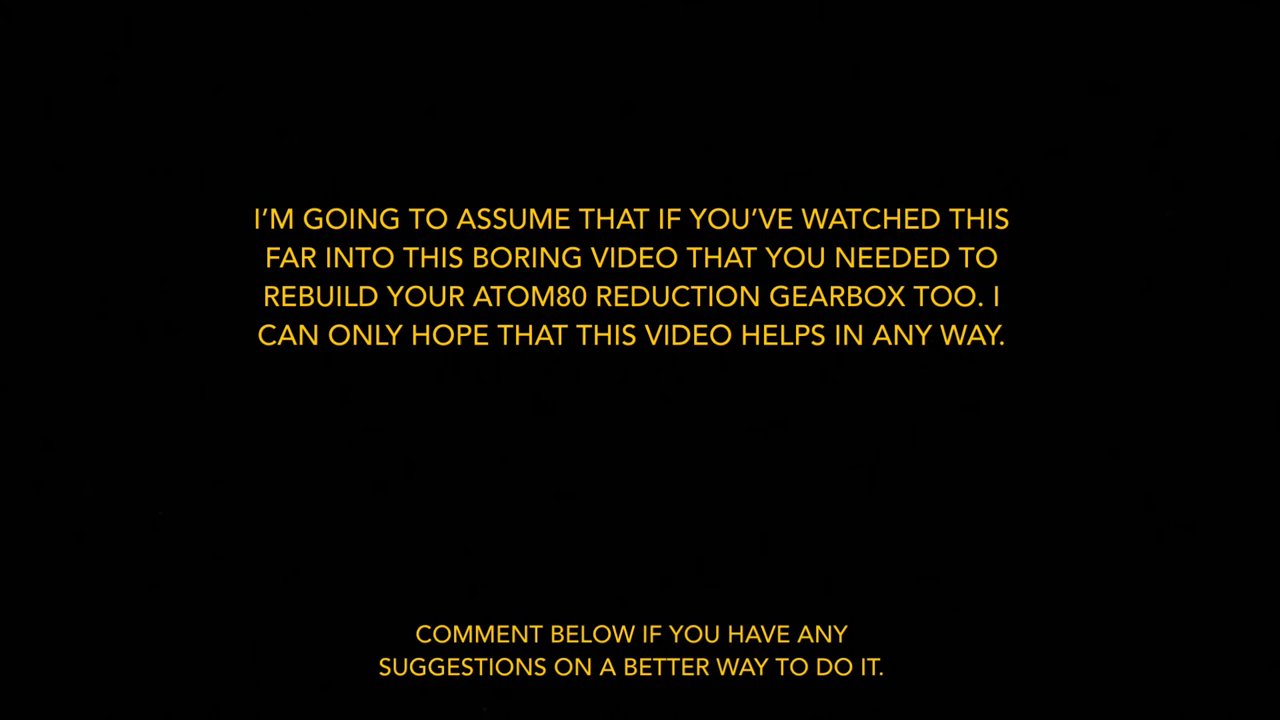 I’M GOING TO ASSUME THAT IF YOU’VE WATCHED THIS
FAR INTO THIS BORING VIDEO THAT YOU NEEDED TO
REBUILD YOUR ATOM80 REDUCTION GEARBOX TOO. I
CAN ONLY HOPE THAT THIS VIDEO HELPS IN ANY WAY.
COMMENT BELOW IF YOU HAVE ANY
SUGGESTIONS ON A BETTER WAY TO DO IT.